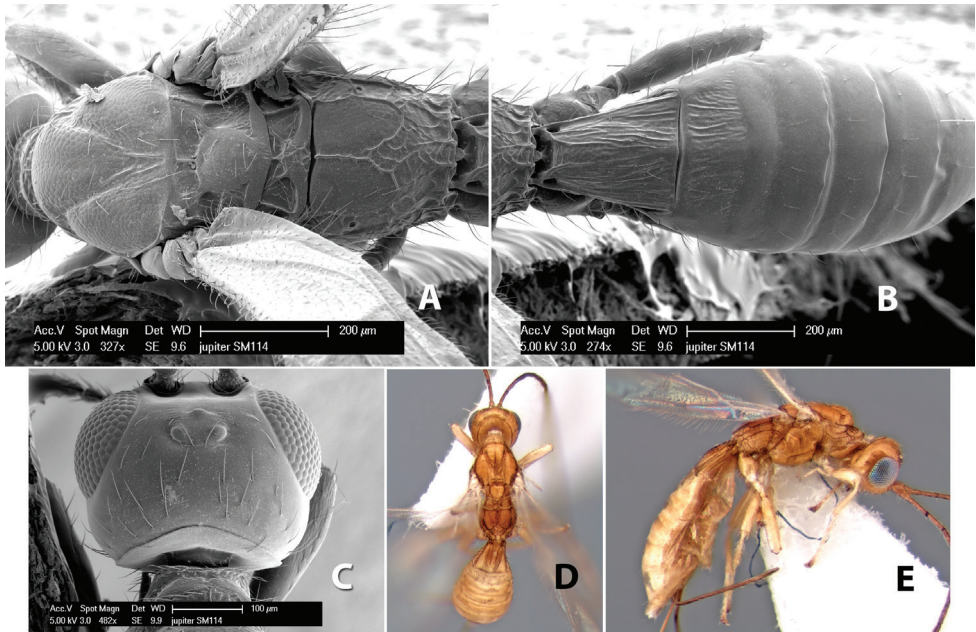 A
B
Acc.V Spot Magn Det WD 200 µm
5.00 kV 3.0 327x SE 9.6 jupiter SM114
Acc.V Spot Magn Det WD 200 µm
5.00 kV 3.0 274x SE 9.6 jupiter SM114
C
D
E
Acc.V Spot Magn Det WD 100 µm
5.00 kV 3.0 482x SE 9.9 jupiter SM114